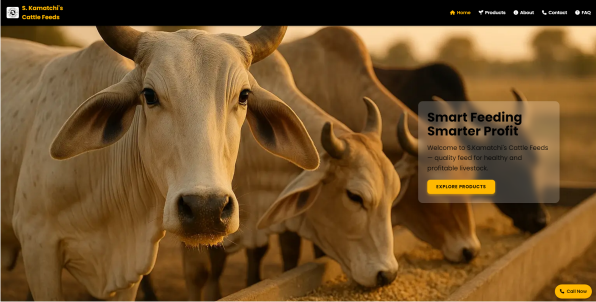 S. Kamatchi's
Cattle Feeds
Home
Products
About
Contact
FAQ
Smart Feeding
Smarter Profit
Welcome to S.Kamatchi's Cattle Feeds
— quality feed for healthy and
profitable livestock.
EXPLORE PRODUCTS
Call Now